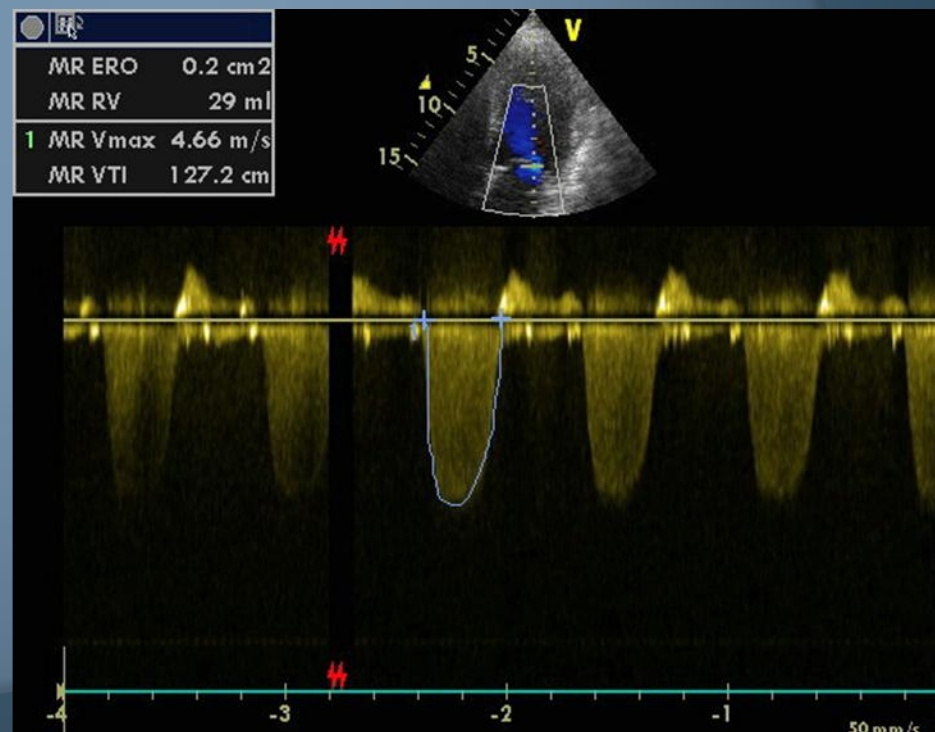 MR ERO 0.2 cm2
MR RV 29 ml
1 MR Vmax 4.66 m/s
MR VTI 127.2 cm
V
5
10
15
1
-4 -3 -2 -1
50 mm/s